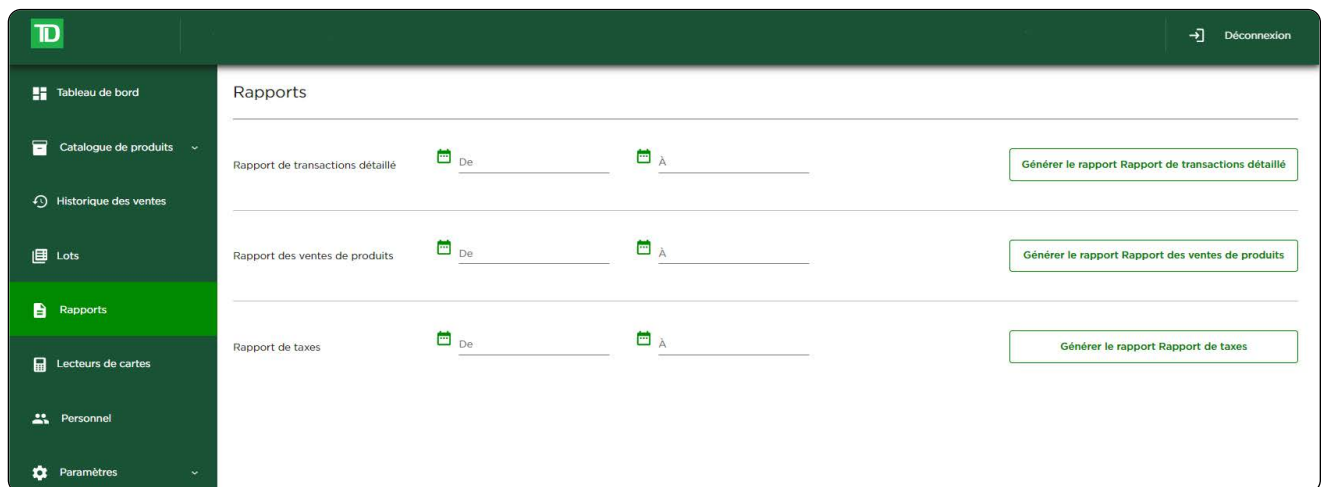 TD
Déconnexion
Tableau de bord
Rapports
Catalogue de produits
Rapport de transactions détaillé
De
À
Générer le rapport Rapport de transactions détaillé
Historique des ventes
Lots
Rapport des ventes de produits
De
À
Générer le rapport Rapport des ventes de produits
Rapports
Rapport de taxes
De
À
Générer le rapport Rapport de taxes
Lecteurs de cartes
Personnel
Paramètres